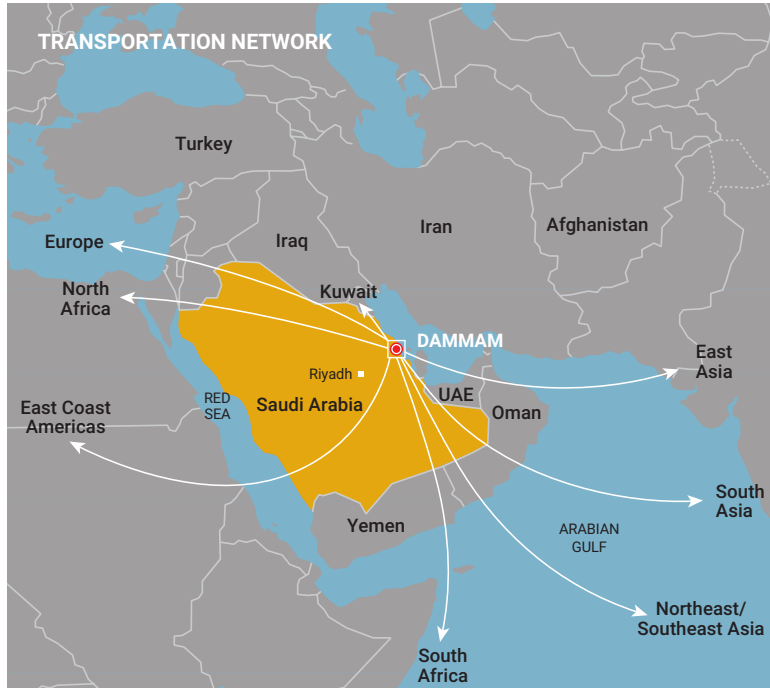 TRANSPORTATION NETWORK
Turkey
Europe
Iraq
Iran
Afghanistan
North
Africa
Kuwait
DAMMAM
East
Asia
Riyadh
RED
SEA
Saudi Arabia
UAE
Oman
East Coast
Americas
South
Asia
Yemen
ARABIAN
GULF
Northeast/
Southeast Asia
South
Africa